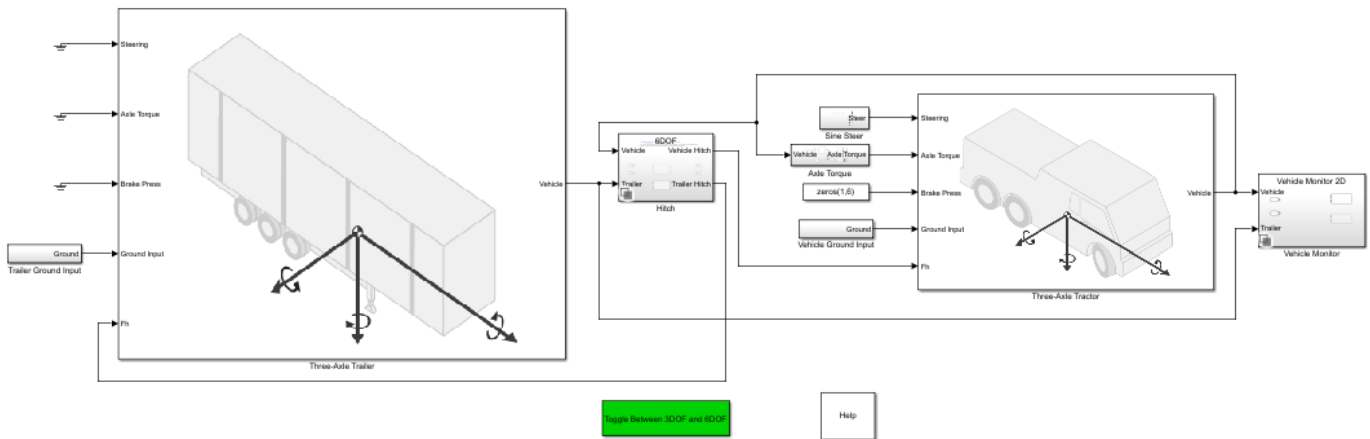 Steering
Axle Torque
Brake Press
Ground
Trailer Ground Input
Ground Input
Fh
Vehicle
Three-Axle Trailer
6DOF
Vehicle
Vehicle Hitch
Trailer
Trailer Hitch
Hitch
Steer
Sine Steer
Vehicle
Axle Torque
Axle Torque
zeros(1,6)
Ground
Vehicle Ground Input
Steering
Axle Torque
Brake Press
Ground Input
Fh
Vehicle
Three-Axle Tractor
Vehicle Monitor 2D
Vehicle
Trailer
Vehicle Monitor
Toggle Between 3DOF and 6DOF
Help